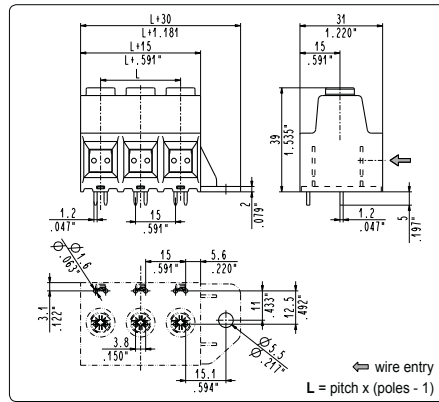 L+30
L+1.181
L+15
L+.591"
L
31
1.220"
15
.591"
39
1.535"
2
.079"
1.2
.047"
15
.591"
1.2
.047"
5
.197"
Ø1.6
Ø.063"
15
.591"
5.6
.220"
3.1
.122"
11
.433"
12.5
.492"
3.8
.150"
Ø5.5
Ø.217"
15.1
.594"
wire entry
L = pitch x (poles - 1)